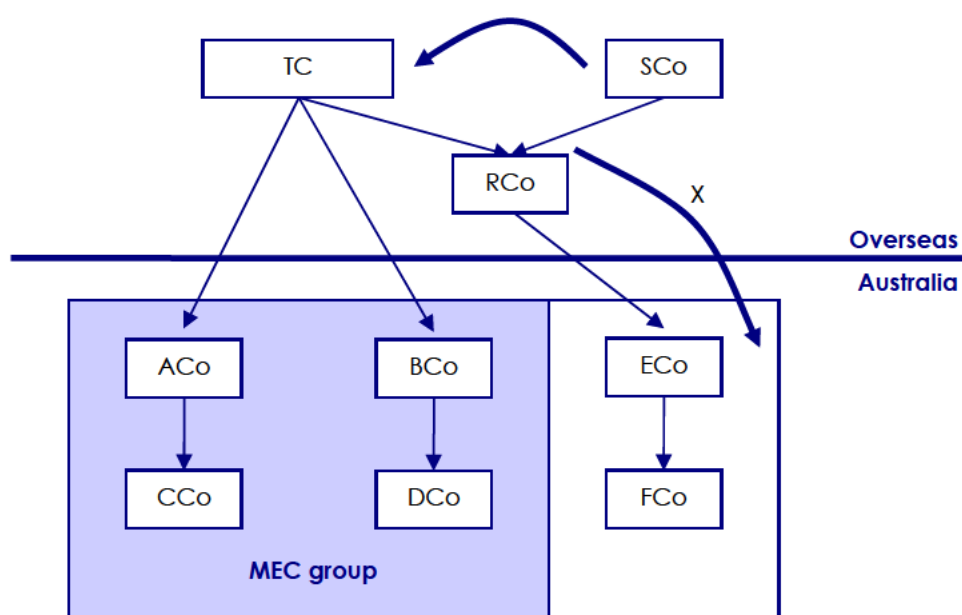 TC
SCo
RCo
X
Overseas
Australia
ACo
BCo
ECo
CCo
DCo
FCo
MEC group